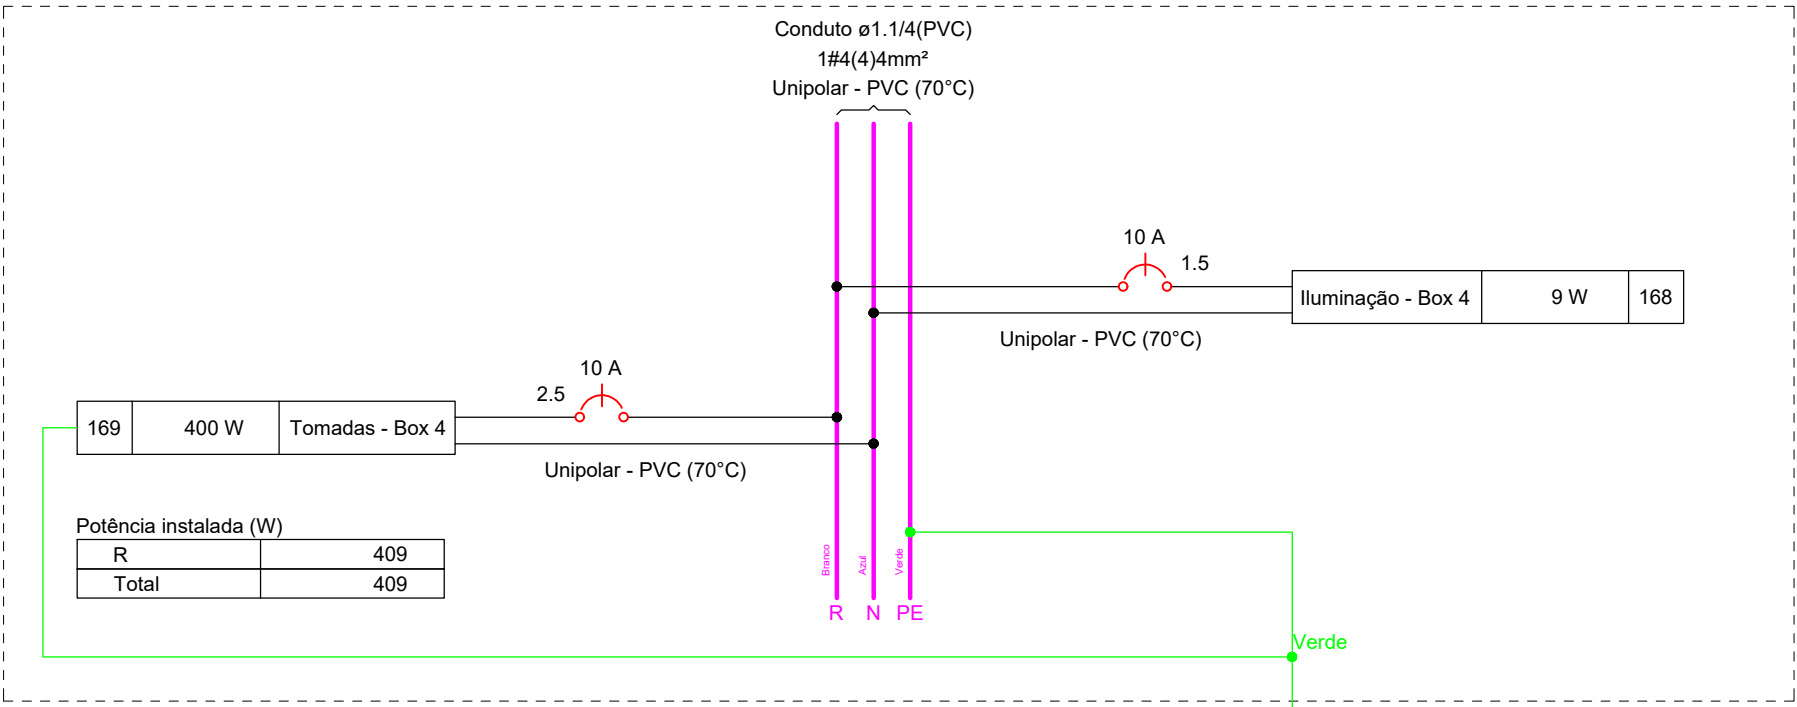 Conduto ø1.1/4(PVC)
1#4(4)4mm²
Unipolar - PVC (70°C)
10 A
1.5
Iluminação - Box 4 9 W 168
Unipolar - PVC (70°C)
10 A
2.5
169 400 W Tomadas - Box 4
Unipolar - PVC (70°C)
Potência instalada (W)
R 409
Total 409
Branco
Azul
Verde
R N PE
Verde